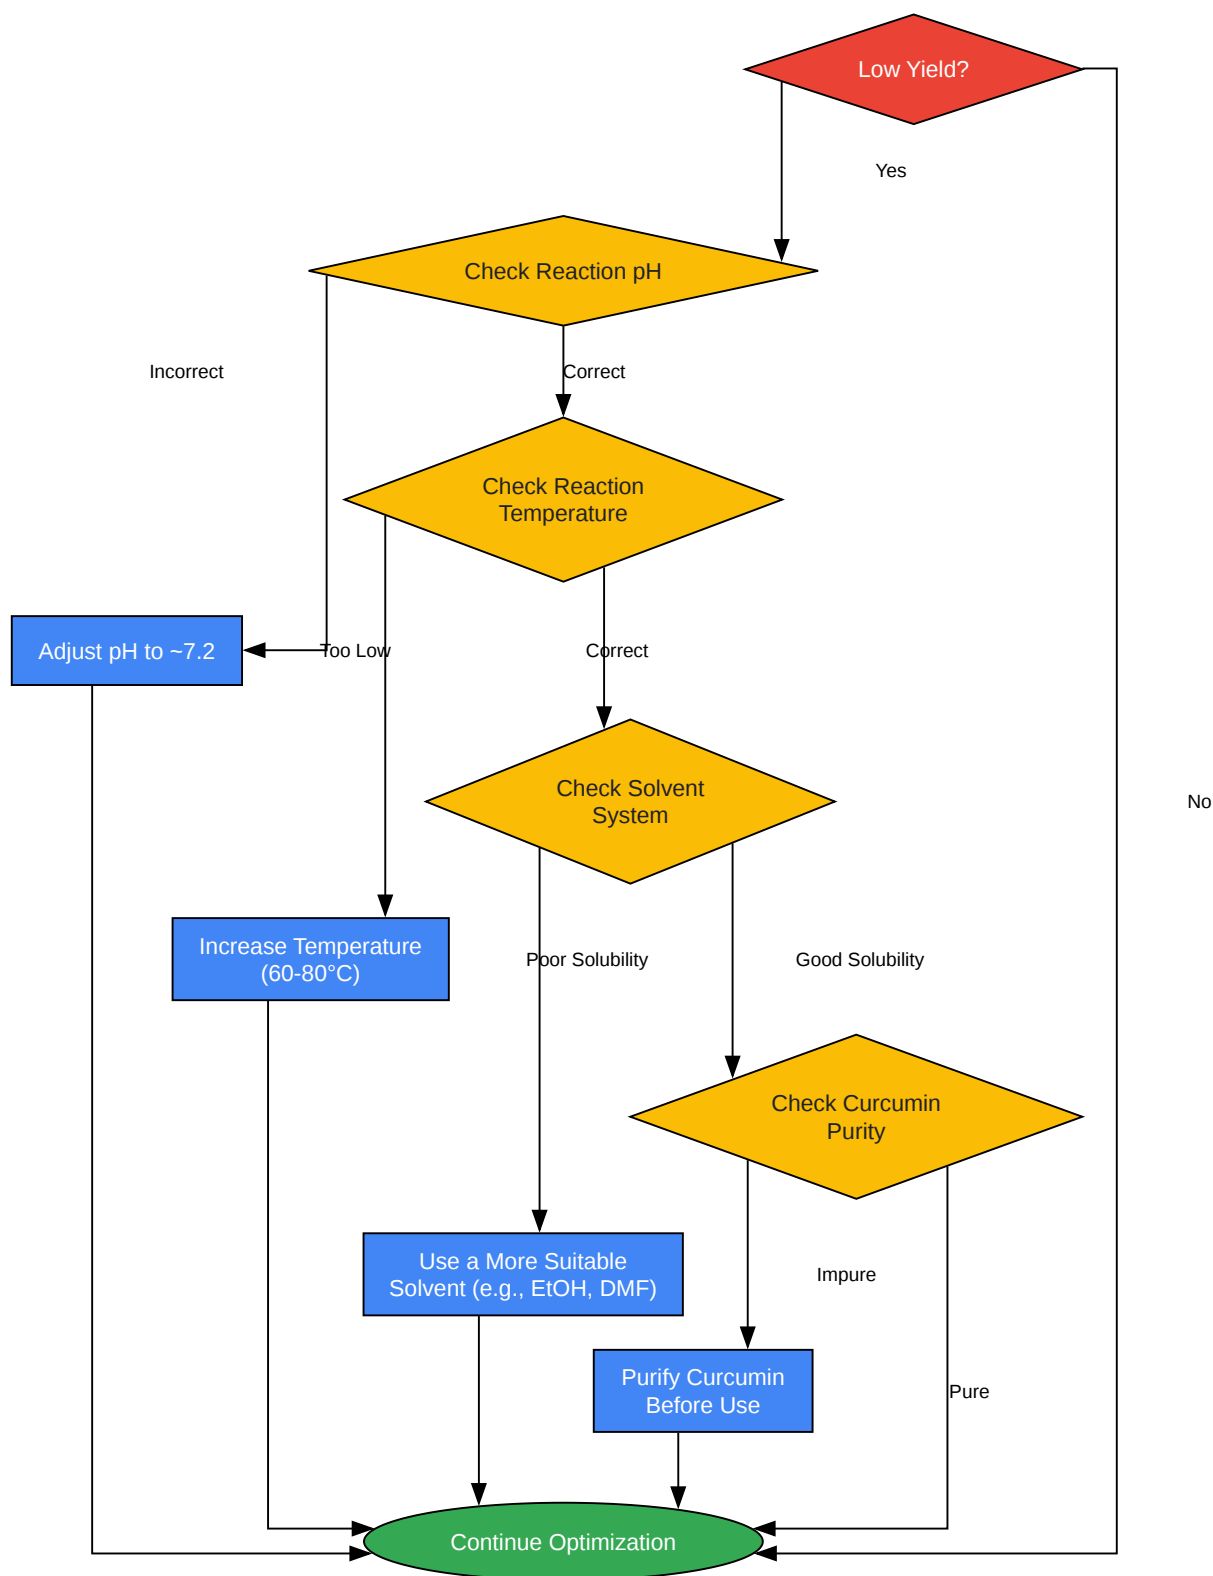 Low Yield?
Yes
Check Reaction pH
Incorrect
Correct
Check Reaction
Temperature
Adjust pH to ~7.2
Too Low
Correct
Check Solvent
System
No
Increase Temperature
(60-80°C)
Poor Solubility
Good Solubility
Check Curcumin
Purity
Use a More Suitable
Solvent (e.g., EtOH, DMF)
Impure
Purify Curcumin
Before Use
Pure
Continue Optimization